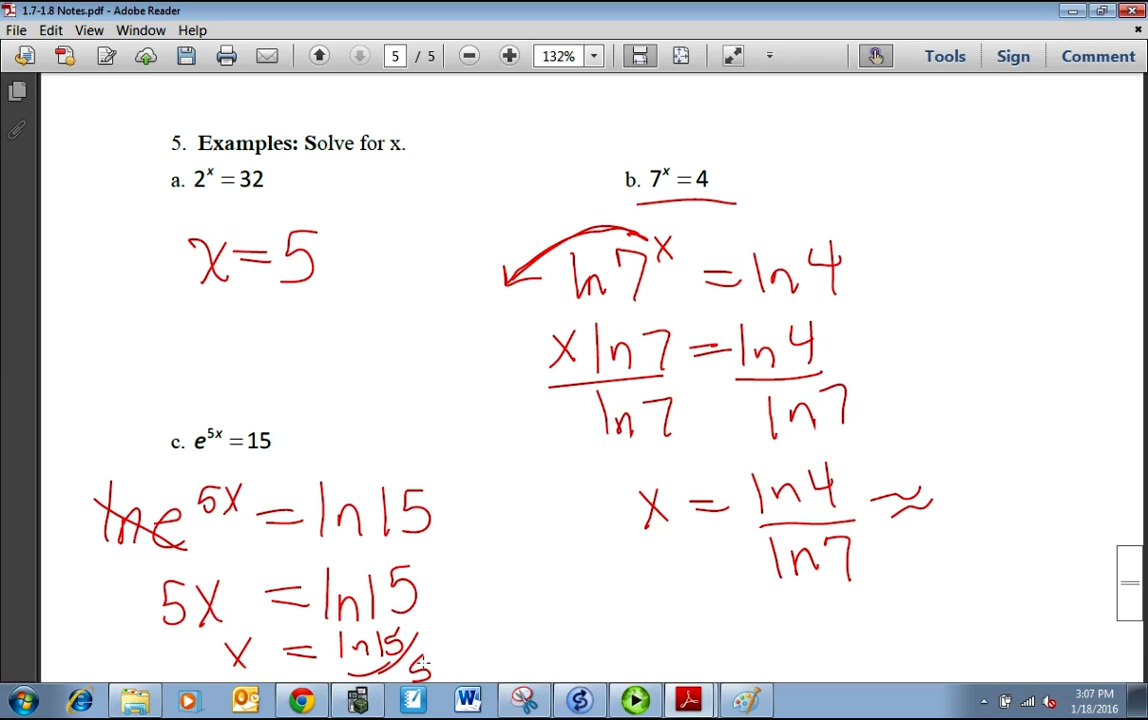 1.7-1.8 Notes.pdf - Adobe Reader
File Edit View Window Help
5 / 5 132% Tools Sign Comment
5. Examples: Solve for x.
a. 2^x = 32
b. 7^x = 4
x = 5
ln 7^x = ln 4
x ln 7 = ln 4
ln 7 ln 7
c. e^5x = 15
ln e^5x = ln 15
x = ln 4 / ln 7 ≈
5x = ln 15
x = ln 15 / 5
3:07 PM
1/18/2016